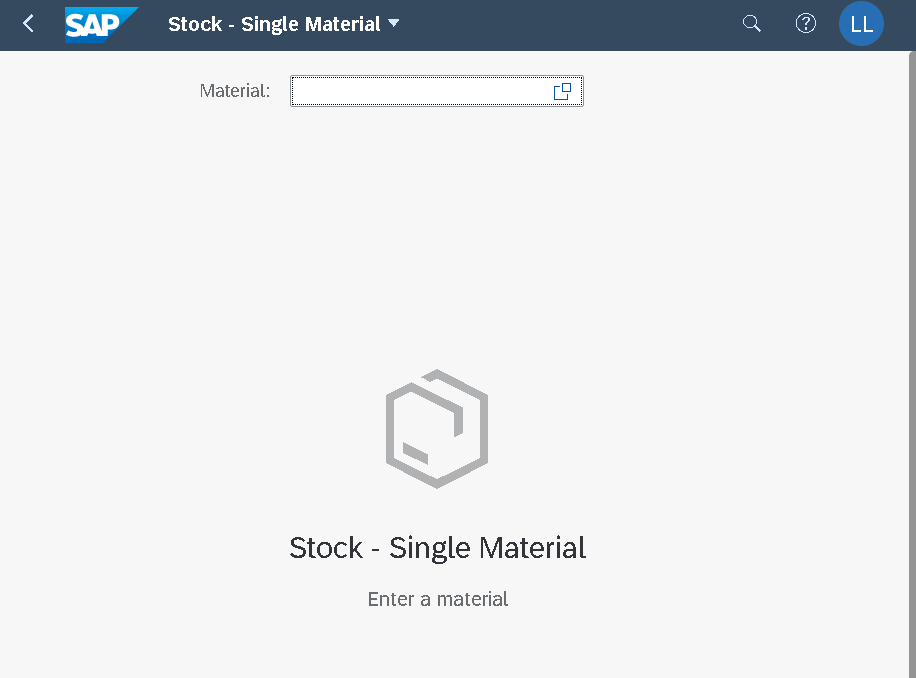 SAP Stock - Single Material LL
Material:
Stock - Single Material
Enter a material